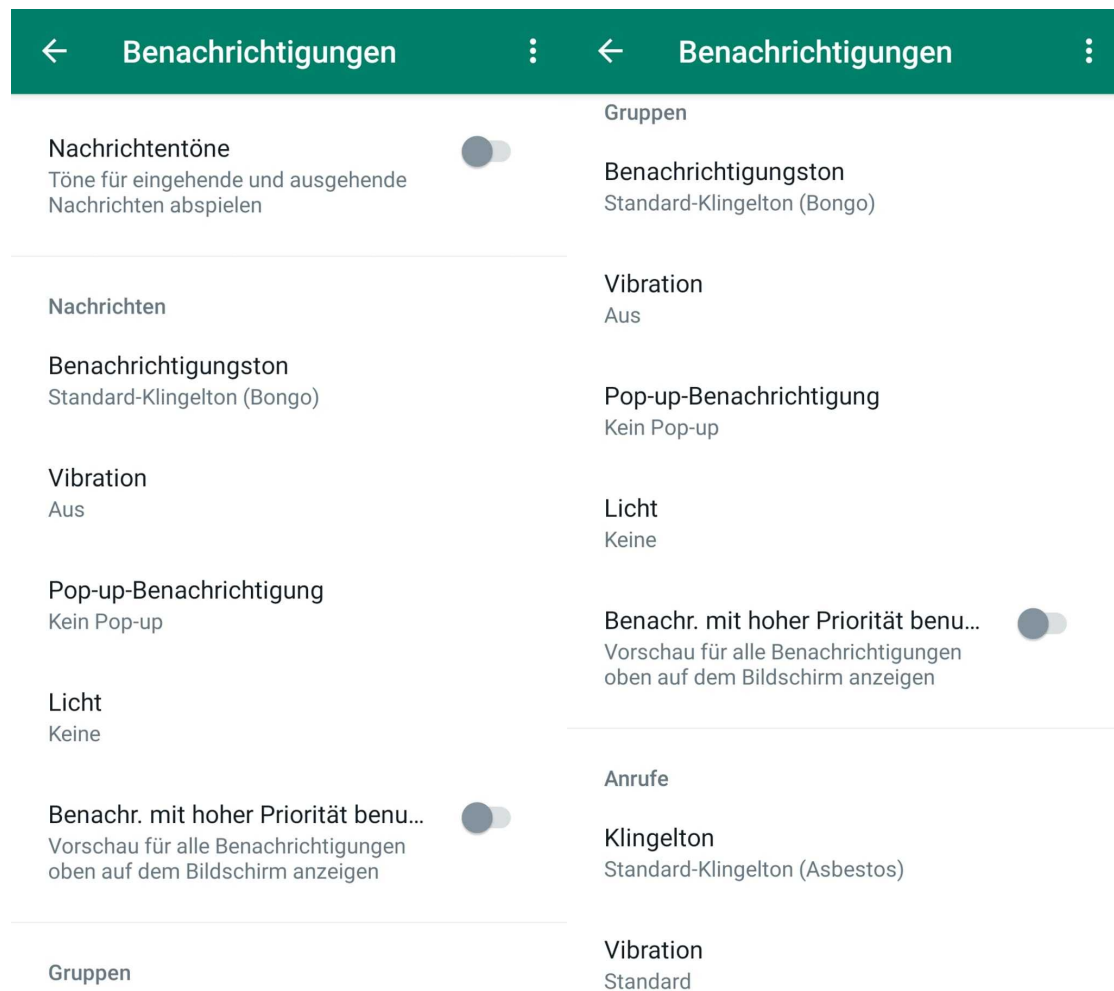 Benachrichtigungen
Nachrichtentöne
Töne für eingehende und ausgehende
Nachrichten abspielen
Nachrichten
Benachrichtigungston
Standard-Klingelton (Bongo)
Vibration
Aus
Pop-up-Benachrichtigung
Kein Pop-up
Licht
Keine
Benachr. mit hoher Priorität benu...
Vorschau für alle Benachrichtigungen
oben auf dem Bildschirm anzeigen
Gruppen
Benachrichtigungen
Gruppen
Benachrichtigungston
Standard-Klingelton (Bongo)
Vibration
Aus
Pop-up-Benachrichtigung
Kein Pop-up
Licht
Keine
Benachr. mit hoher Priorität benu...
Vorschau für alle Benachrichtigungen
oben auf dem Bildschirm anzeigen
Anrufe
Klingelton
Standard-Klingelton (Asbestos)
Vibration
Standard